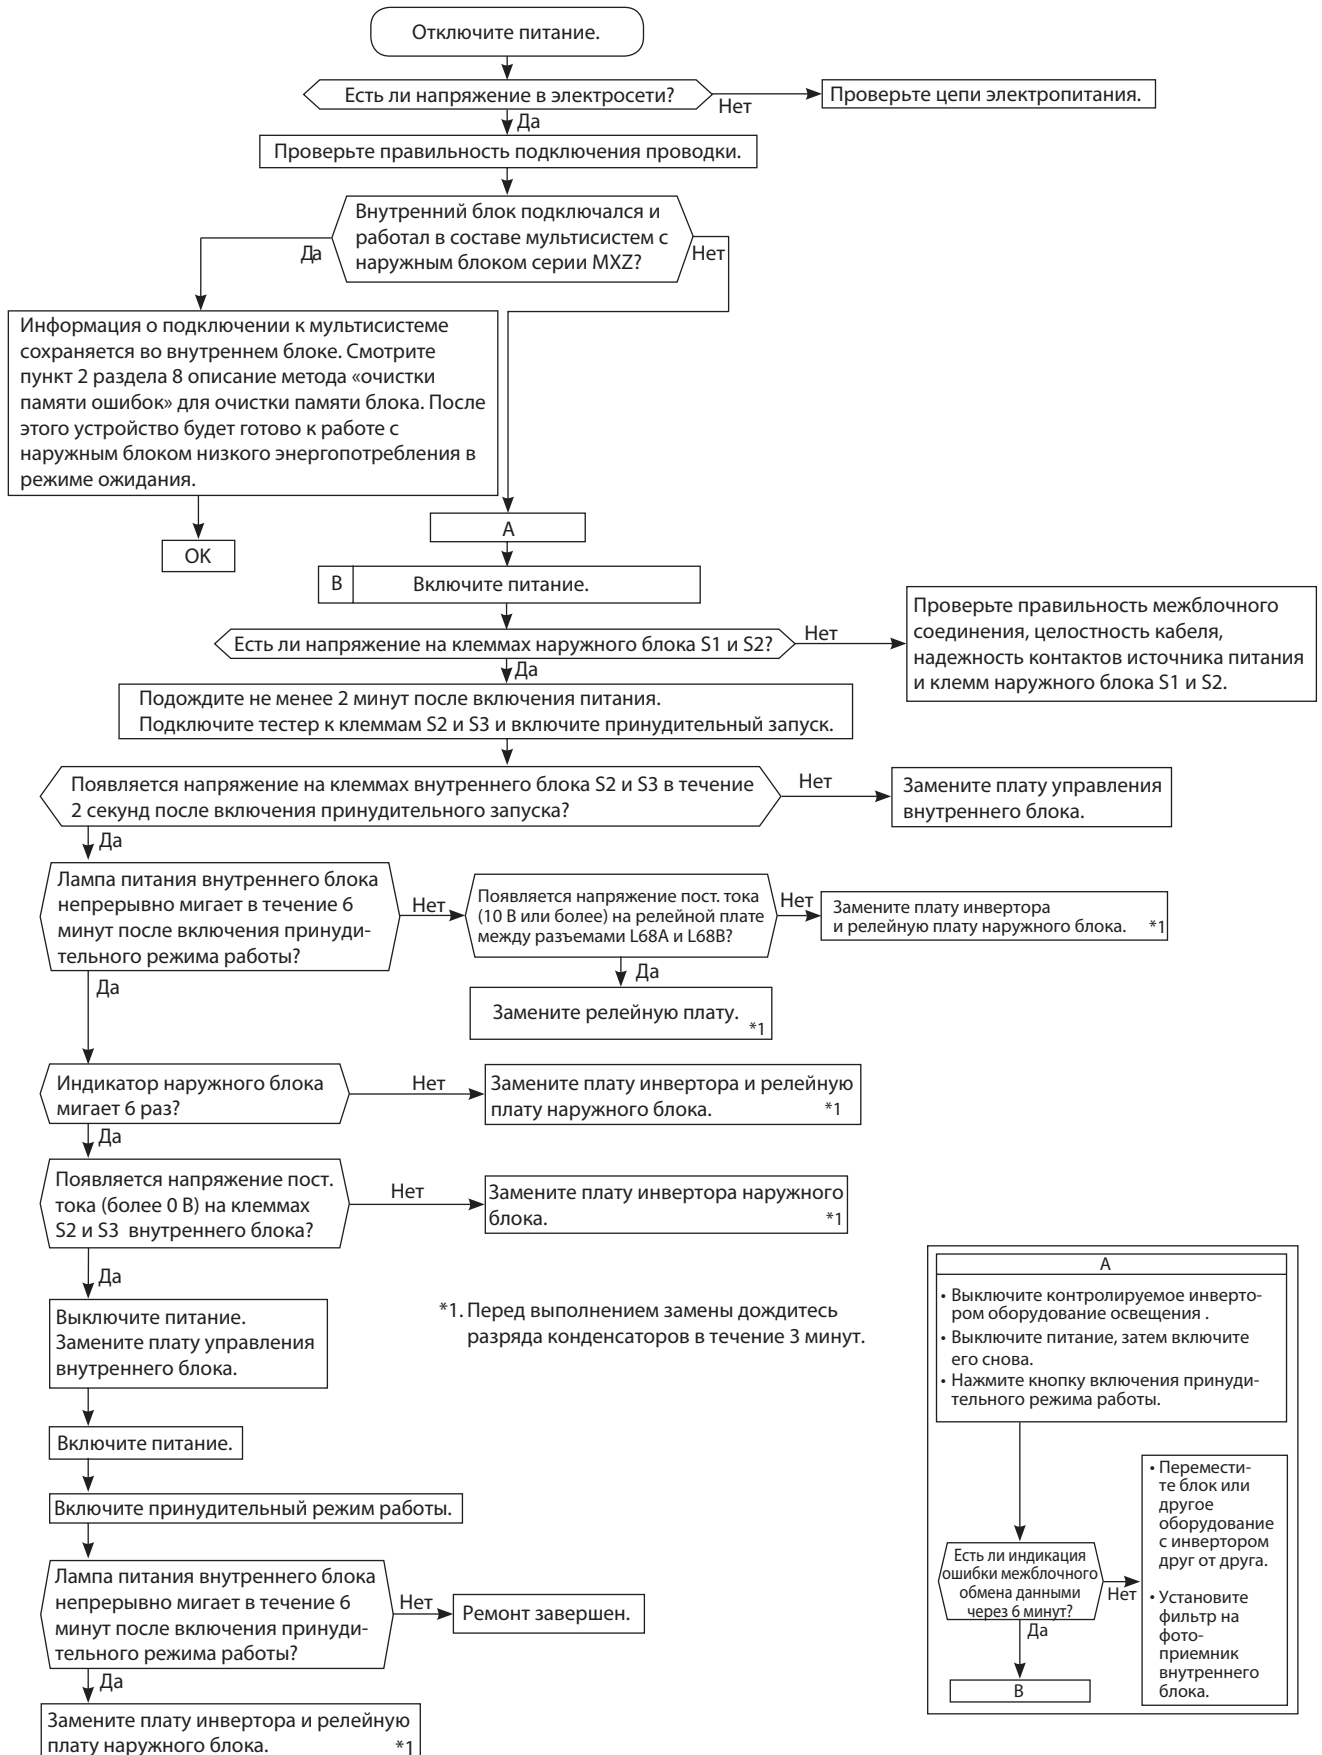 Отключите питание.
Есть ли напряжение в электросети?
Нет
Проверьте цепи электропитания.
Да
Проверьте правильность подключения проводки.
Внутренний блок подключался и
работал в составе мультисистем с
наружным блоком серии MXZ?
Да
Нет
Информация о подключении к мультисистеме
сохраняется во внутреннем блоке. Смотрите
пункт 2 раздела 8 описание метода «очистки
памяти ошибок» для очистки памяти блока. После
этого устройство будет готово к работе с
наружным блоком низкого энергопотребления в
режиме ожидания.
OK
A
B
Включите питание.
Есть ли напряжение на клеммах наружного блока S1 и S2?
Нет
Проверьте правильность межблочного
соединения, целостность кабеля,
надежность контактов источника питания
и клемм наружного блока S1 и S2.
Да
Подождите не менее 2 минут после включения питания.
Подключите тестер к клеммам S2 и S3 и включите принудительный запуск.
Появляется напряжение на клеммах внутреннего блока S2 и S3 в течение
2 секунд после включения принудительного запуска?
Нет
Замените плату управления
внутреннего блока.
Да
Лампа питания внутреннего блока
непрерывно мигает в течение 6
минут после включения принуди-
тельного режима работы?
Нет
Появляется напряжение пост. тока
(10 В или более) на релейной плате
между разъемами L68A и L68B?
Нет
Замените плату инвертора
и релейную плату наружного блока. *1
Да
Замените релейную плату.
*1
Да
Индикатор наружного блока
мигает 6 раз?
Нет
Замените плату инвертора и релейную
плату наружного блока. *1
Да
Появляется напряжение пост.
тока (более 0 В) на клеммах
S2 и S3 внутреннего блока?
Нет
Замените плату инвертора наружного
блока. *1
Да
Выключите питание.
Замените плату управления
внутреннего блока.
*1. Перед выполнением замены дождитесь
разряда конденсаторов в течение 3 минут.
Включите питание.
Включите принудительный режим работы.
Лампа питания внутреннего блока
непрерывно мигает в течение 6
минут после включения принуди-
тельного режима работы?
Нет
Ремонт завершен.
Да
Замените плату инвертора и релейную
плату наружного блока. *1
A
• Выключите контролируемое инверто-
ром оборудование освещения .
• Выключите питание, затем включите
его снова.
• Нажмите кнопку включения принуди-
тельного режима работы.
Есть ли индикация
ошибки межблочного
обмена данными
через 6 минут?
Нет
• Перемести-
те блок или
другое
оборудование
с инвертором
друг от друга.
• Установите
фильтр на
фото-
приемник
внутреннего
блока.
Да
B